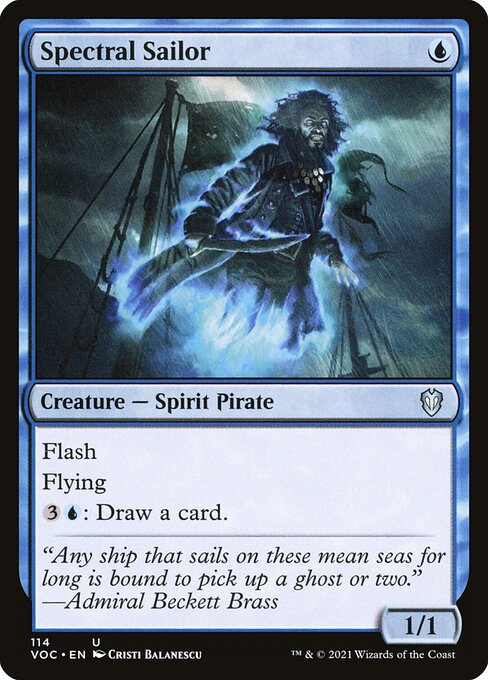 Spectral Sailor
Creature — Spirit Pirate
Flash
Flying
3: Draw a card.
“Any ship that sails on these mean seas for
long is bound to pick up a ghost or two.”
—Admiral Beckett Brass
1/1
114 U
VOC • EN Cristi Balanescu
™ & © 2021 Wizards of the Coast